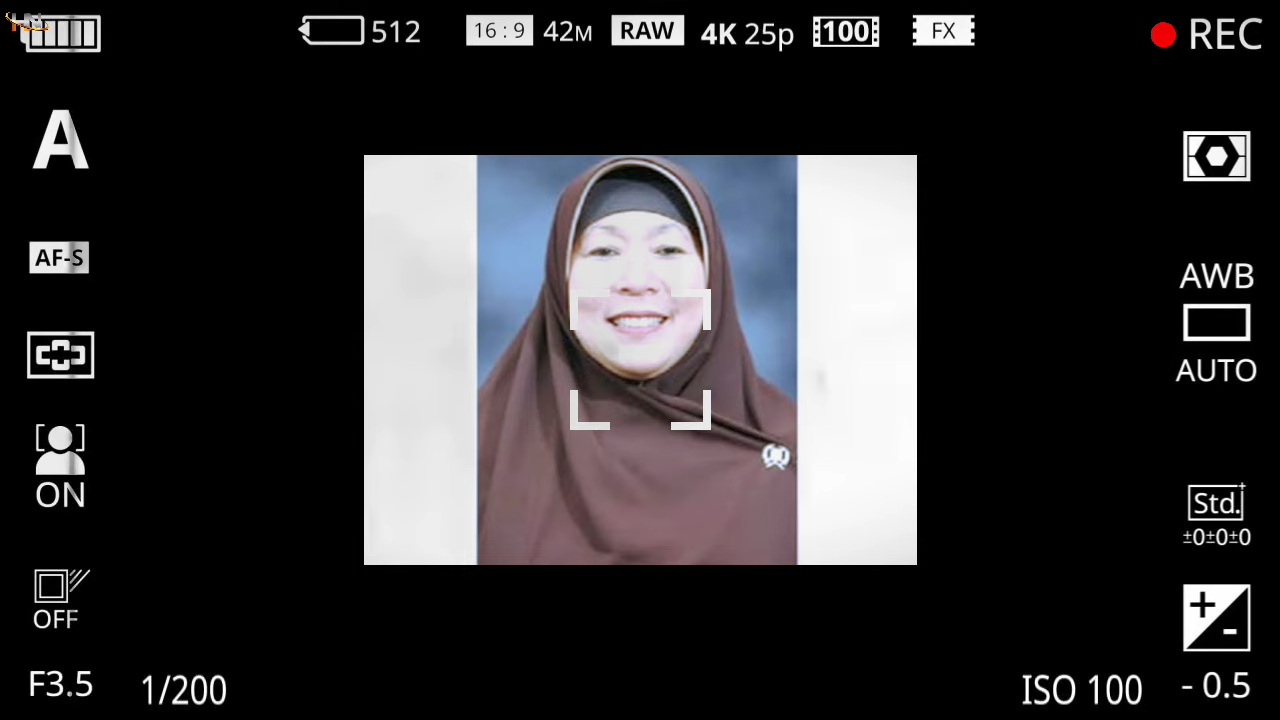 512 16 : 9 42M RAW 4K 25p 100 FX REC
A
AF-S
AWB
AUTO
ON
Std.+
±0±0±0
OFF
+
-
F3.5 1/200 ISO 100 - 0.5